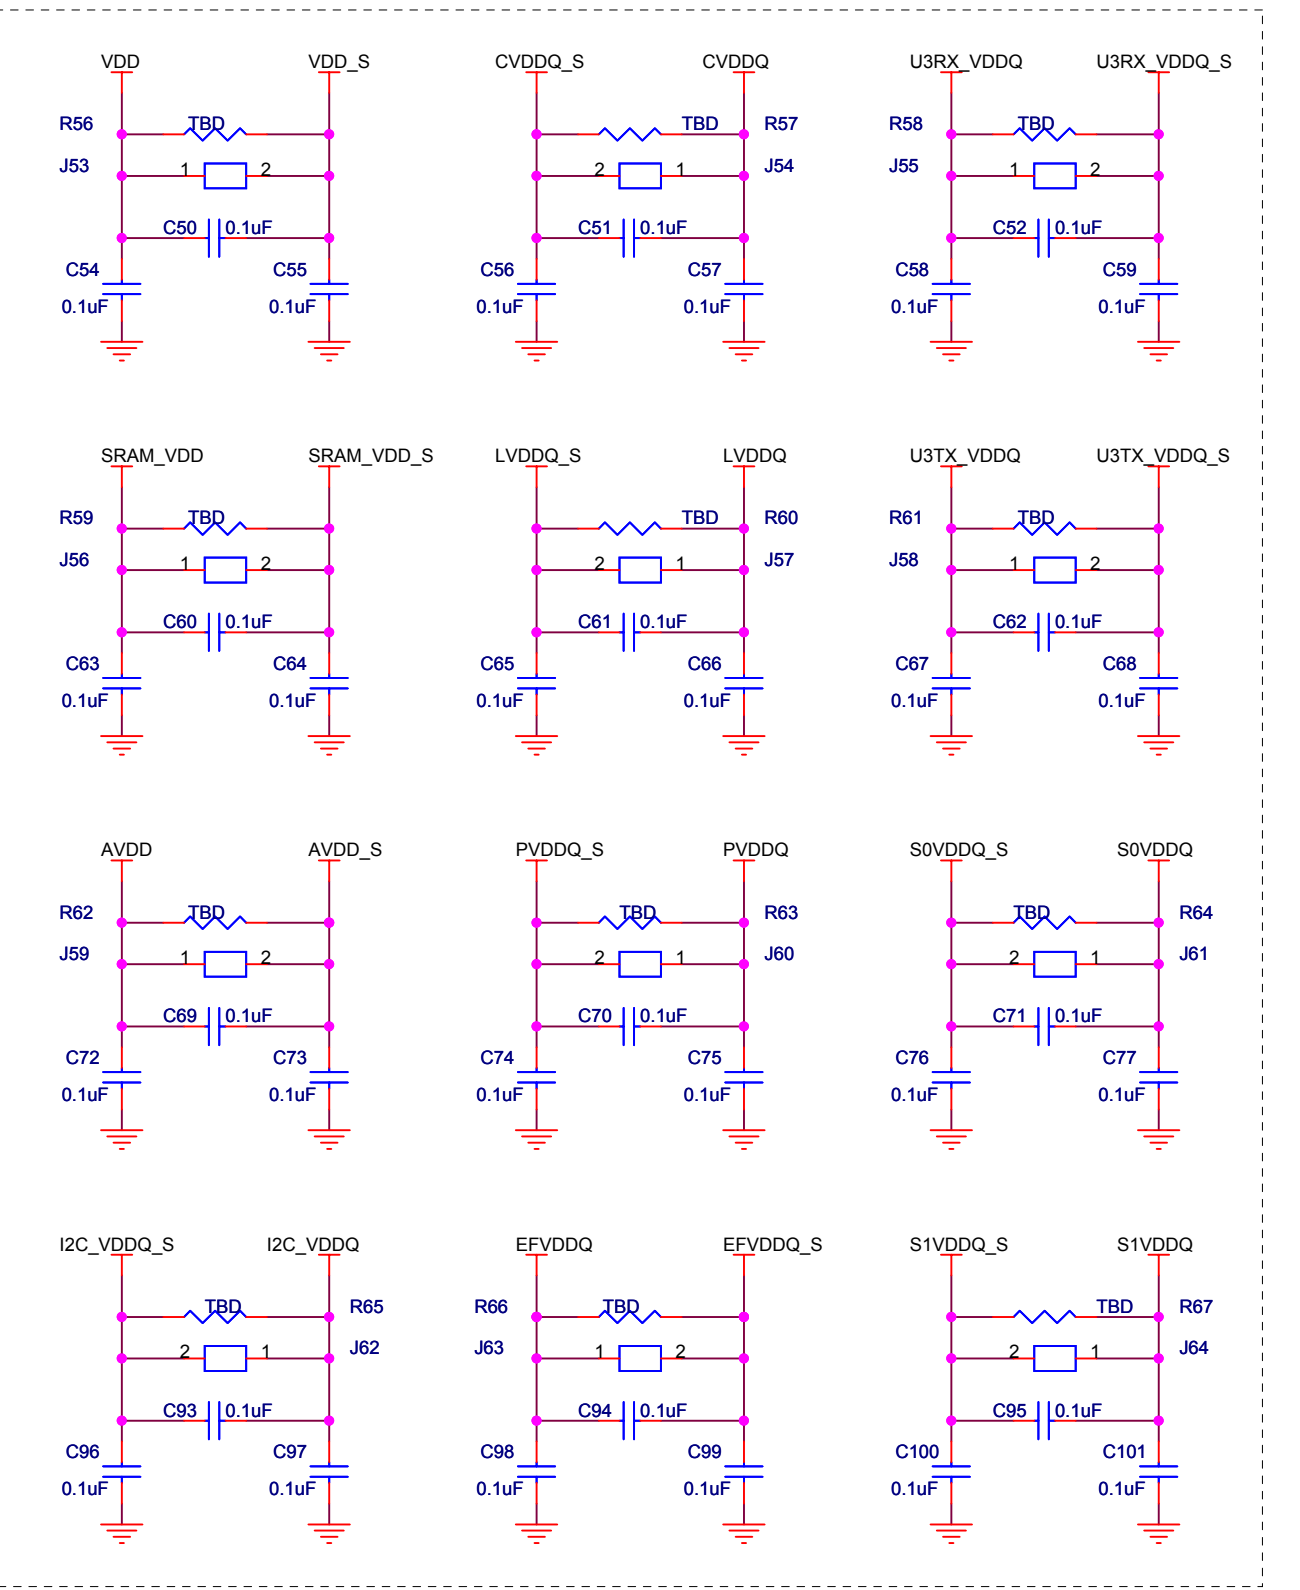 VDD VDD_S CVDDQ_S CVDDQ U3RX_VDDQ U3RX_VDDQ_S
R56 TBD TBD R57 R58 TBD
J53 1 2 2 1 J54 J55 1 2
C50 0.1uF C51 0.1uF C52 0.1uF
C54 C55 C56 C57 C58 C59
0.1uF 0.1uF 0.1uF 0.1uF 0.1uF 0.1uF
SRAM_VDD SRAM_VDD_S LVDDQ_S LVDDQ U3TX_VDDQ U3TX_VDDQ_S
R59 TBD TBD R60 R61 TBD
J56 1 2 2 1 J57 J58 1 2
C60 0.1uF C61 0.1uF C62 0.1uF
C63 C64 C65 C66 C67 C68
0.1uF 0.1uF 0.1uF 0.1uF 0.1uF 0.1uF
AVDD AVDD_S PVDDQ_S PVDDQ S0VDDQ_S S0VDDQ
R62 TBD TBD R63 TBD R64
J59 1 2 2 1 J60 2 1 J61
C69 0.1uF C70 0.1uF C71 0.1uF
C72 C73 C74 C75 C76 C77
0.1uF 0.1uF 0.1uF 0.1uF 0.1uF 0.1uF
I2C_VDDQ_S I2C_VDDQ EFVDDQ EFVDDQ_S S1VDDQ_S S1VDDQ
TBD R65 R66 TBD TBD R67
2 1 J62 J63 1 2 2 1 J64
C93 0.1uF C94 0.1uF C95 0.1uF
C96 C97 C98 C99 C100 C101
0.1uF 0.1uF 0.1uF 0.1uF 0.1uF 0.1uF